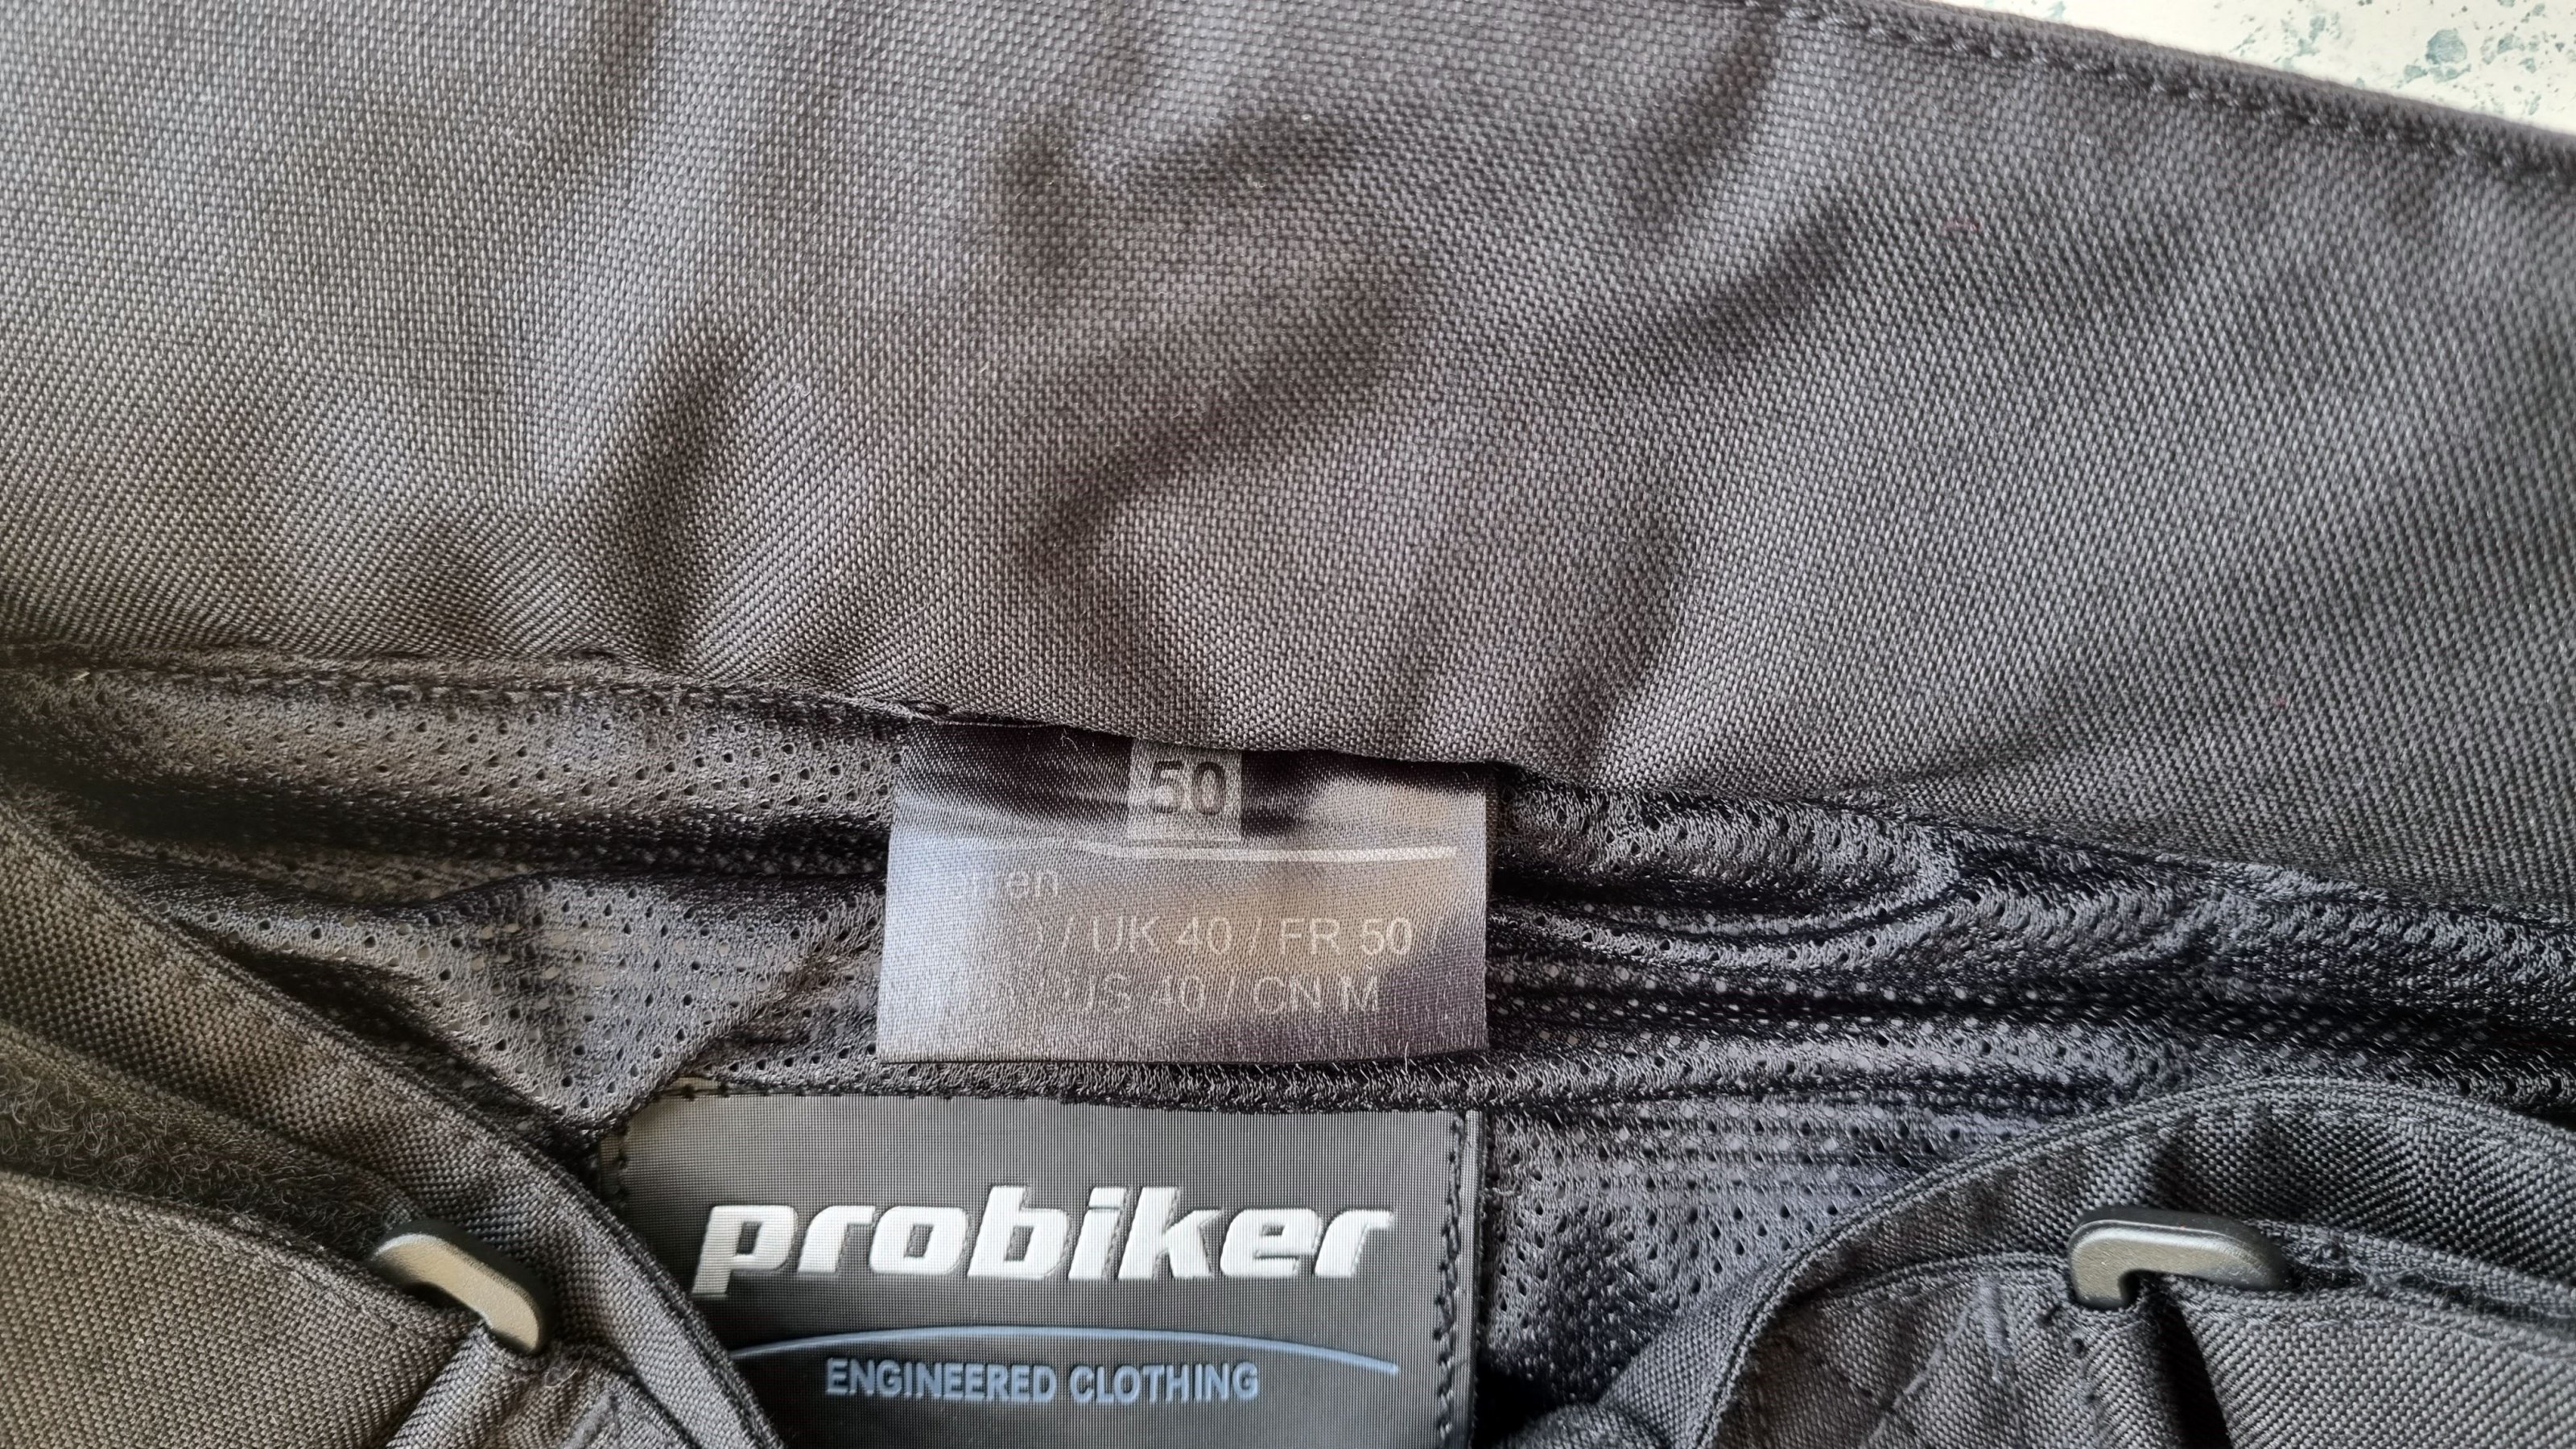 50
/ UK 40 / FR 50
US 40 / CN M
probiker
ENGINEERED CLOTHING